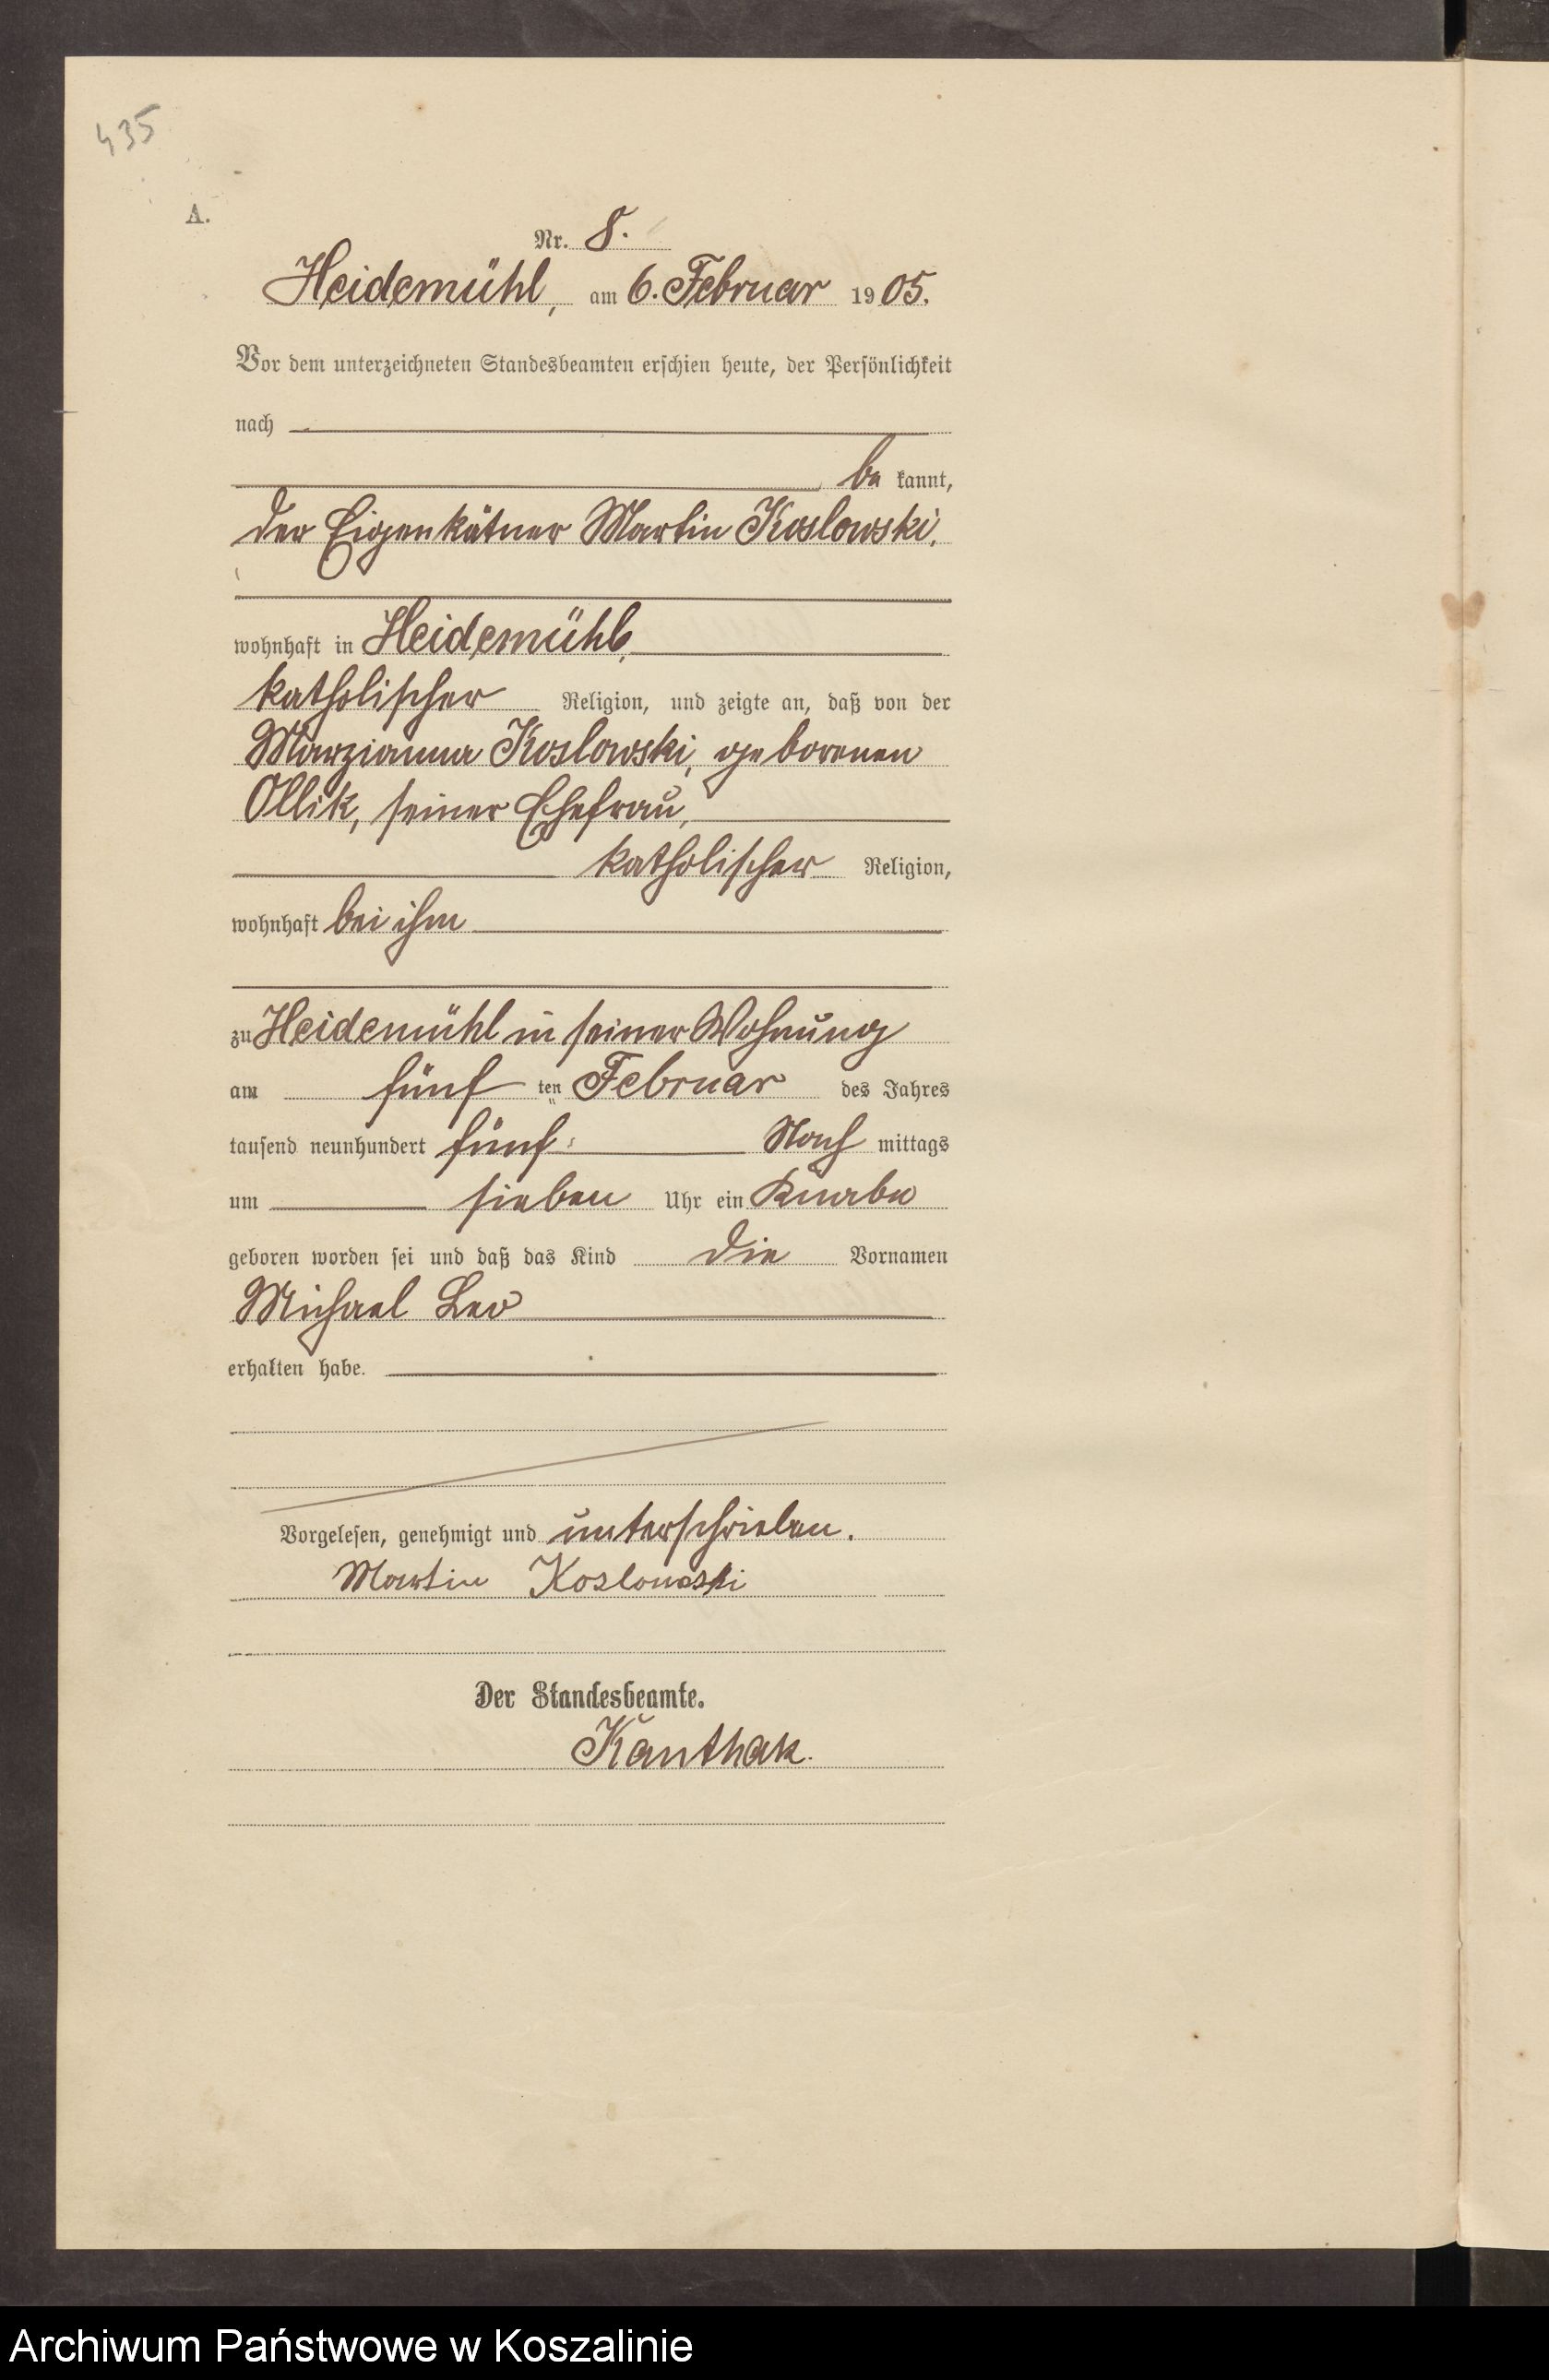 435
A.
Nr. 8.
Heidemühl, am 6. Februar 1905.
Vor dem unterzeichneten Standesbeamten erschien heute, der Persönlichkeit
nach
be kannt,
der Eigenkätner Martin Koslowski,
wohnhaft in Heidemühl,
katholischer Religion, und zeigte an, daß von der
Marzianna Koslowski, geborenen
Ollik, seiner Ehefrau,
katholischer Religion,
wohnhaft bei ihm
zu Heidemühl in seiner Wohnung
am fünf ten Februar des Jahres
tausend neunhundert fünf Nach mittags
um sieben Uhr ein Knabe
geboren worden sei und daß das Kind die Vornamen
Michael Leo
erhalten habe.
Vorgelesen, genehmigt und unterschrieben.
Martin Koslowski
Der Standesbeamte.
Kanthak.
Archiwum Państwowe w Koszalinie